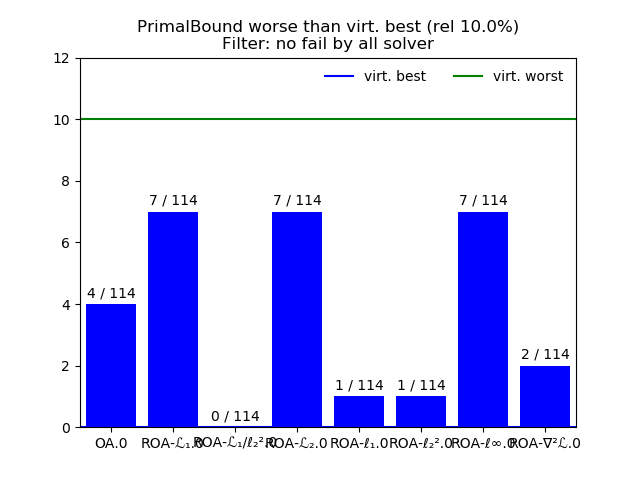 PrimalBound worse than virt. best (rel 10.0%)
Filter: no fail by all solver
virt. best
virt. worst
12
10
8
6
4
2
0
4 / 114
7 / 114
0 / 114
7 / 114
1 / 114
1 / 114
7 / 114
2 / 114
OA.0
ROA-ℒ₁.0
ROA-ℒ₁/ℓ₂².0
ROA-ℒ₂.0
ROA-ℓ₁.0
ROA-ℓ₂².0
ROA-ℓ∞.0
ROA-∇²ℒ.0